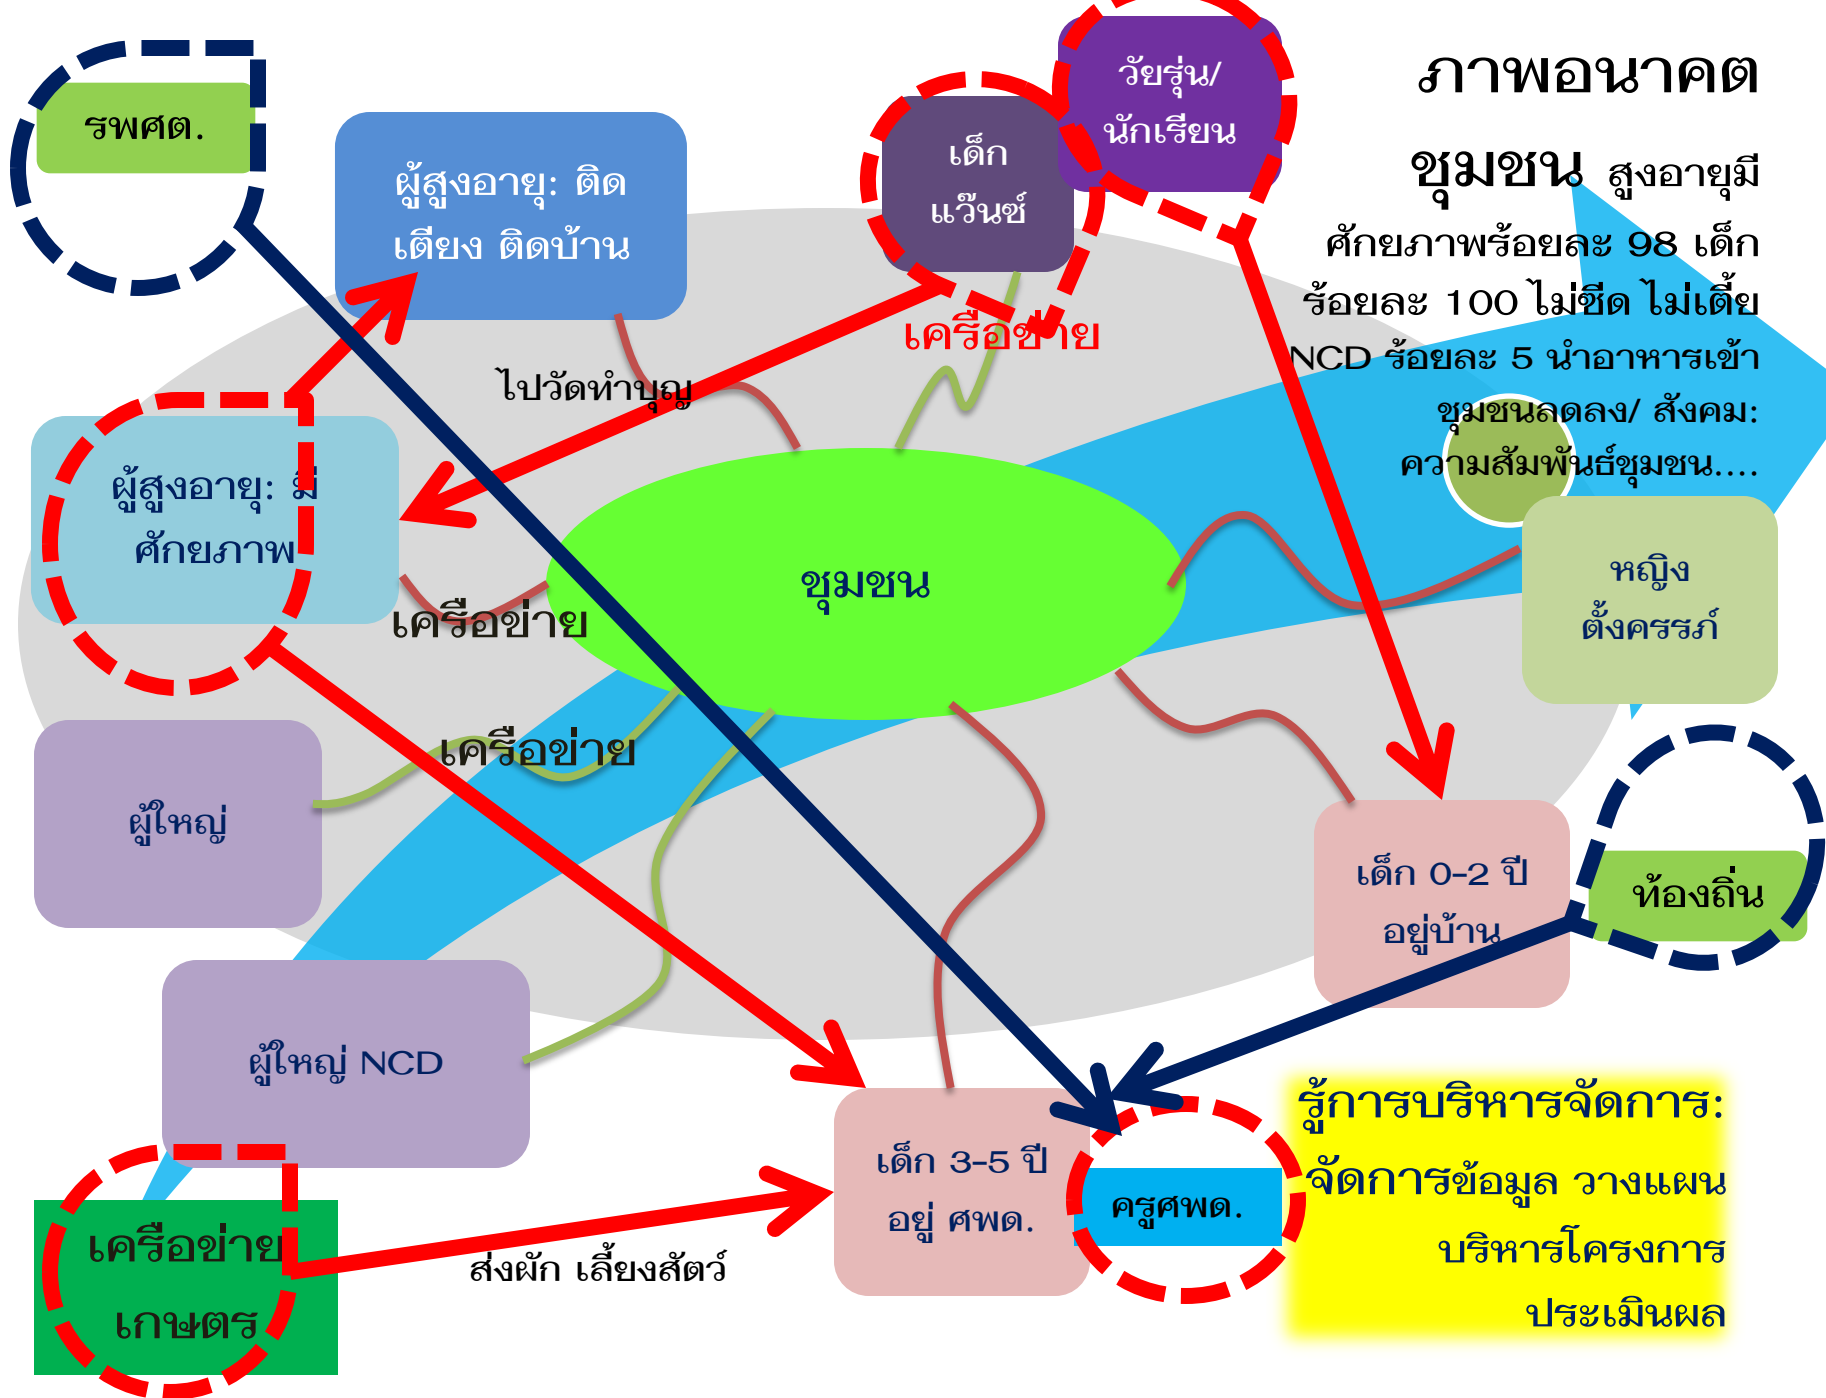 รพศต.
ผู้สูงอายุ: ติด
เตียง ติดบ้าน
เด็ก
แว๊นซ์
วัยรุ่น/
นักเรียน
ภาพอนาคต
ชุมชน สูงอายุมี
ศักยภาพร้อยละ 98 เด็ก
ร้อยละ 100 ไม่ซีด ไม่เตี้ย
NCD ร้อยละ 5 นำอาหารเข้า
ชุมชนลดลง/ สังคม:
ความสัมพันธ์ชุมชน....
เครือข่าย
ไปวัดทำบุญ
ผู้สูงอายุ: มี
ศักยภาพ
เครือข่าย
ชุมชน
หญิง
ตั้งครรภ์
เครือข่าย
ผู้ใหญ่
เด็ก 0-2 ปี
อยู่บ้าน
ท้องถิ่น
ผู้ใหญ่ NCD
เด็ก 3-5 ปี
อยู่ ศพด.
ครูศพด.
รู้การบริหารจัดการ:
จัดการข้อมูล วางแผน
บริหารโครงการ
ประเมินผล
เครือข่าย
เกษตร
ส่งผัก เลี้ยงสัตว์